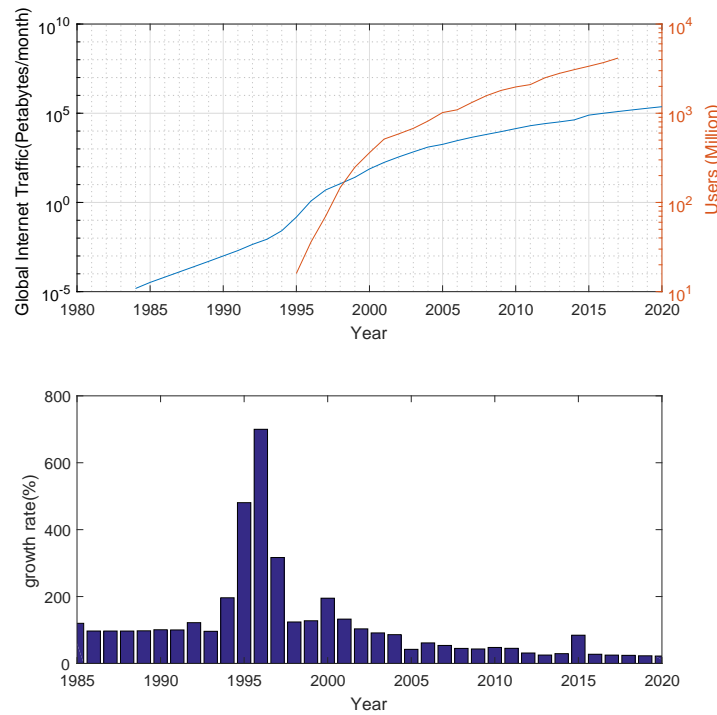 10^10
10^5
10^0
10^-5
Global Internet Traffic(Petabytes/month)
10^4
10^3
10^2
10^1
Users (Million)
1980 1985 1990 1995 2000 2005 2010 2015 2020
Year
800
600
400
200
0
growth rate(%)
1985 1990 1995 2000 2005 2010 2015 2020
Year